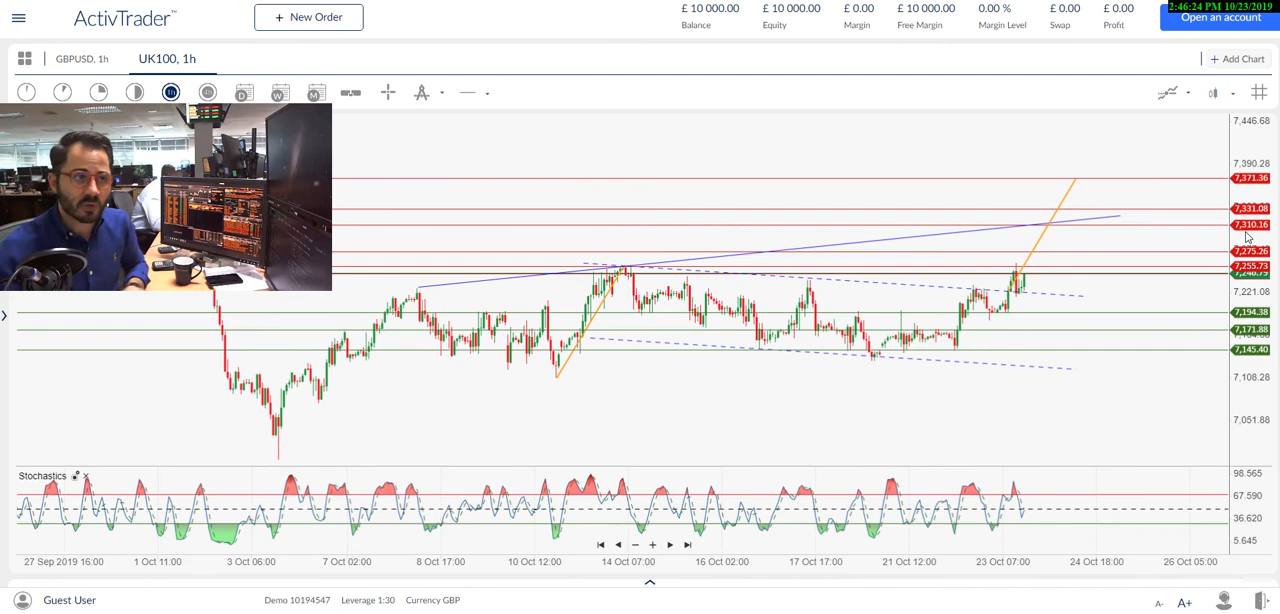 ActivTrader™
+ New Order
£ 10 000.00 £ 10 000.00 £ 0.00 £ 10 000.00 0.00 % £ 0.00 £ 0.00
Balance Equity Margin Free Margin Margin Level Swap Profit
2:46:24 PM 10/23/2019
Open an account
GBPUSD, 1h UK100, 1h
+ Add Chart
1h D W M
7,446.68
7,390.28
7,371.36
7,331.08
7,310.16
7,275.26
7,255.73
7,246.79
7,221.08
7,194.38
7,171.88
7,145.40
7,108.28
7,051.88
Stochastics
98.565
67.590
36.620
5.645
27 Sep 2019 16:00 1 Oct 11:00 3 Oct 06:00 7 Oct 02:00 8 Oct 17:00 10 Oct 12:00 14 Oct 07:00 16 Oct 02:00 17 Oct 17:00 21 Oct 12:00 23 Oct 07:00 24 Oct 18:00 26 Oct 05:00
Guest User Demo 10194547 Leverage 1:30 Currency GBP A- A+